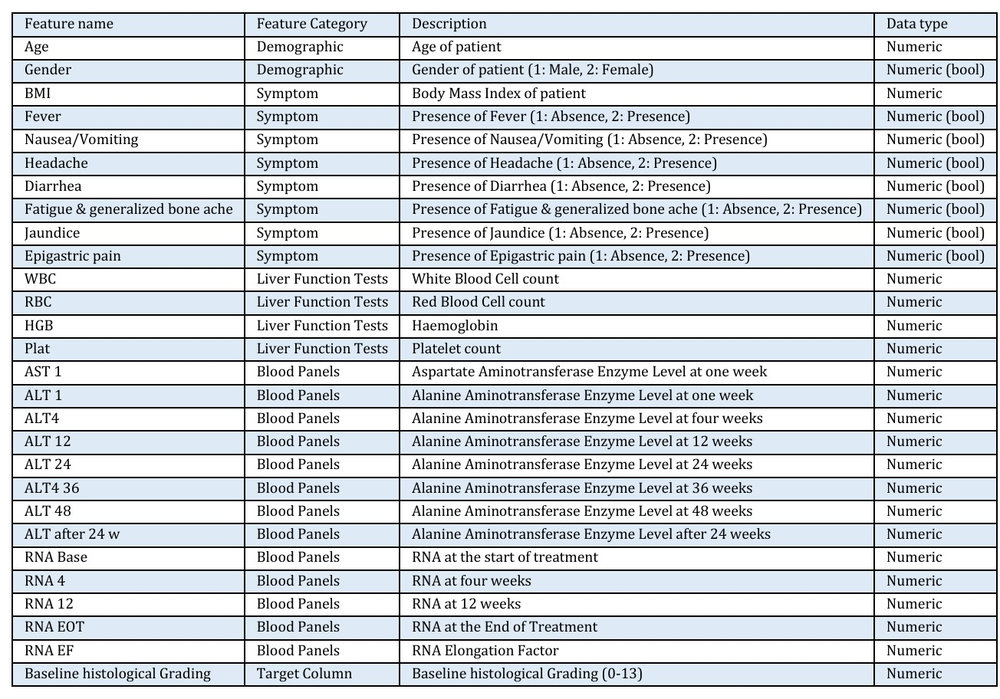 Feature name Feature Category Description Data type
Age Demographic Age of patient Numeric
Gender Demographic Gender of patient (1: Male, 2: Female) Numeric (bool)
BMI Symptom Body Mass Index of patient Numeric
Fever Symptom Presence of Fever (1: Absence, 2: Presence) Numeric (bool)
Nausea/Vomiting Symptom Presence of Nausea/Vomiting (1: Absence, 2: Presence) Numeric (bool)
Headache Symptom Presence of Headache (1: Absence, 2: Presence) Numeric (bool)
Diarrhea Symptom Presence of Diarrhea (1: Absence, 2: Presence) Numeric (bool)
Fatigue & generalized bone ache Symptom Presence of Fatigue & generalized bone ache (1: Absence, 2: Presence) Numeric (bool)
Jaundice Symptom Presence of Jaundice (1: Absence, 2: Presence) Numeric (bool)
Epigastric pain Symptom Presence of Epigastric pain (1: Absence, 2: Presence) Numeric (bool)
WBC Liver Function Tests White Blood Cell count Numeric
RBC Liver Function Tests Red Blood Cell count Numeric
HGB Liver Function Tests Haemoglobin Numeric
Plat Liver Function Tests Platelet count Numeric
AST 1 Blood Panels Aspartate Aminotransferase Enzyme Level at one week Numeric
ALT 1 Blood Panels Alanine Aminotransferase Enzyme Level at one week Numeric
ALT4 Blood Panels Alanine Aminotransferase Enzyme Level at four weeks Numeric
ALT 12 Blood Panels Alanine Aminotransferase Enzyme Level at 12 weeks Numeric
ALT 24 Blood Panels Alanine Aminotransferase Enzyme Level at 24 weeks Numeric
ALT4 36 Blood Panels Alanine Aminotransferase Enzyme Level at 36 weeks Numeric
ALT 48 Blood Panels Alanine Aminotransferase Enzyme Level at 48 weeks Numeric
ALT after 24 w Blood Panels Alanine Aminotransferase Enzyme Level after 24 weeks Numeric
RNA Base Blood Panels RNA at the start of treatment Numeric
RNA 4 Blood Panels RNA at four weeks Numeric
RNA 12 Blood Panels RNA at 12 weeks Numeric
RNA EOT Blood Panels RNA at the End of Treatment Numeric
RNA EF Blood Panels RNA Elongation Factor Numeric
Baseline histological Grading Target Column Baseline histological Grading (0-13) Numeric